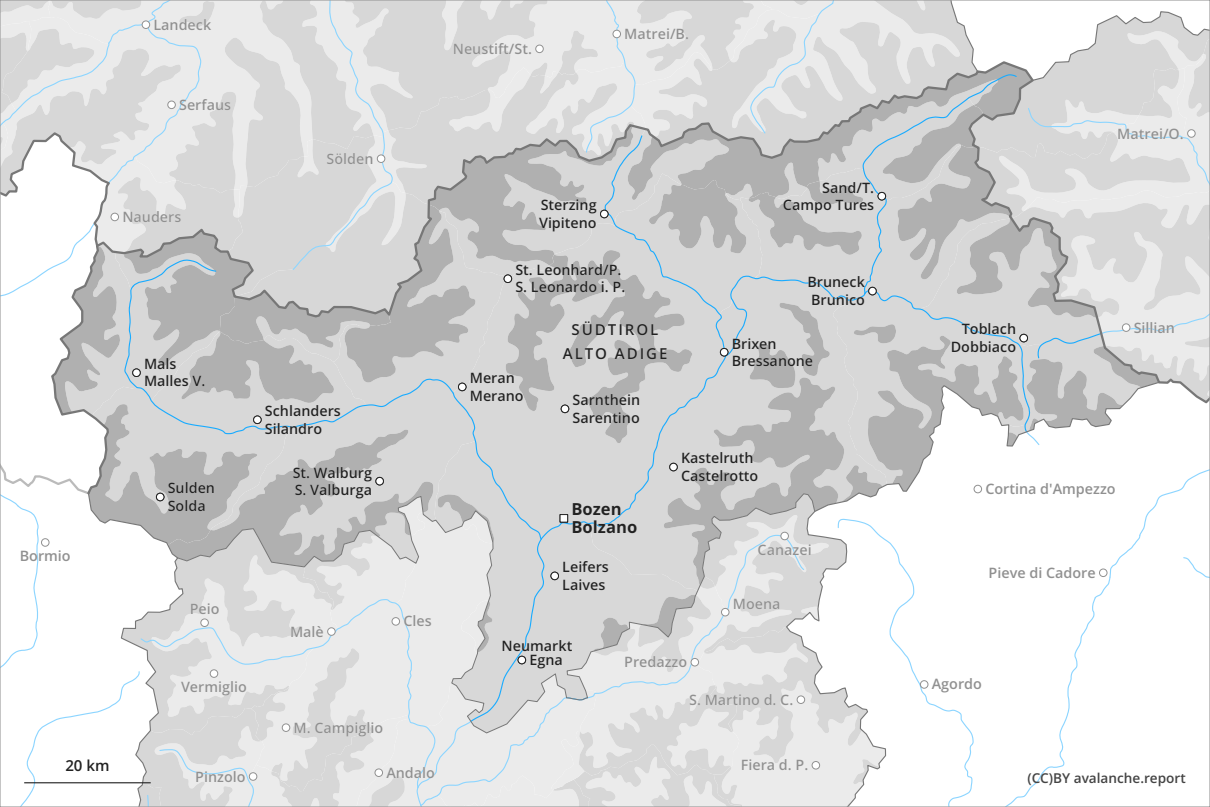 Landeck
Matrei/B.
Neustift/St.
Serfaus
Matrei/O.
Sölden
Sand/T.
Campo Tures
Sterzing
Vipiteno
Nauders
St. Leonhard/P.
S. Leonardo i. P.
Bruneck
Brunico
SÜDTIROL
ALTO ADIGE
Toblach
Dobbiaco
Sillian
Brixen
Bressanone
Mals
Malles V.
Meran
Merano
Sarnthein
Sarentino
Schlanders
Silandro
Kastelruth
Castelrotto
St. Walburg
S. Valburga
Sulden
Solda
Cortina d'Ampezzo
Bozen
Bolzano
Bormio
Canazei
Leifers
Laives
Pieve di Cadore
Peio
Moena
Malè
Cles
Neumarkt
Egna
Predazzo
Vermiglio
Agordo
S. Martino d. C.
M. Campiglio
20 km
Pinzolo
Andalo
Fiera d. P.
(CC)BY avalanche.report